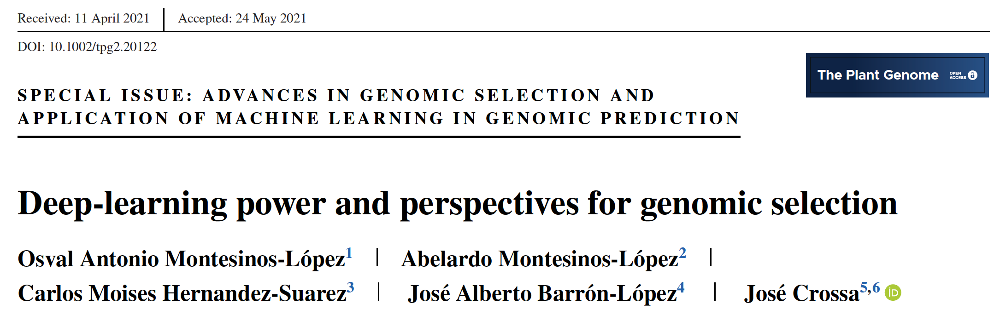 Received: 11 April 2021 Accepted: 24 May 2021
DOI: 10.1002/tpg2.20122
The Plant Genome OPEN ACCESS
SPECIAL ISSUE: ADVANCES IN GENOMIC SELECTION AND
APPLICATION OF MACHINE LEARNING IN GENOMIC PREDICTION
Deep-learning power and perspectives for genomic selection
Osval Antonio Montesinos-López1 Abelardo Montesinos-López2
Carlos Moises Hernandez-Suarez3 José Alberto Barrón-López4 José Crossa5,6 iD